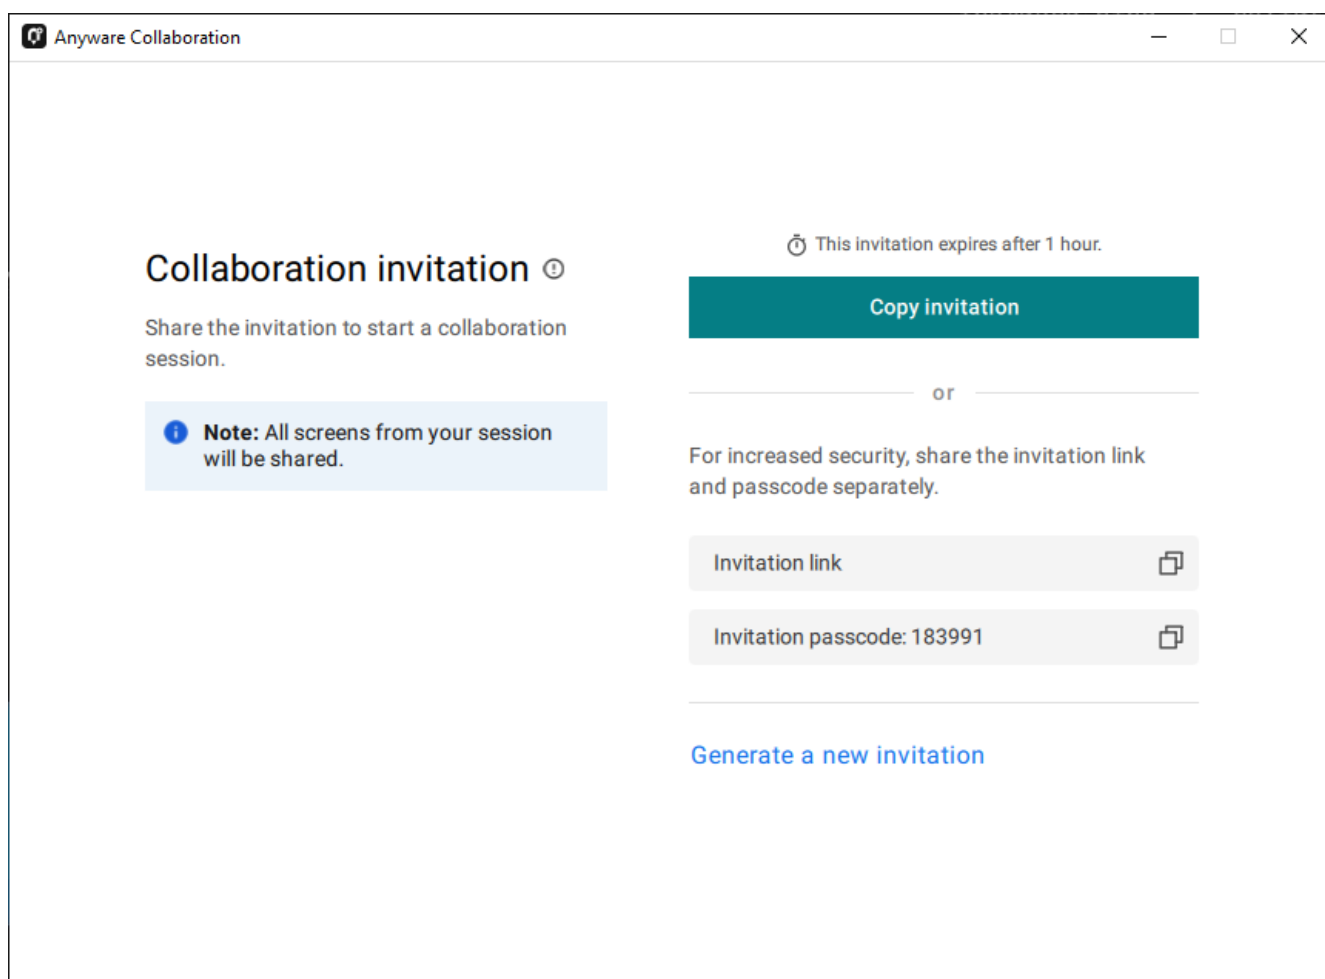 Anyware Collaboration
Collaboration invitation
Share the invitation to start a collaboration
session.
Note: All screens from your session
will be shared.
This invitation expires after 1 hour.
Copy invitation
or
For increased security, share the invitation link
and passcode separately.
Invitation link
Invitation passcode: 183991
Generate a new invitation